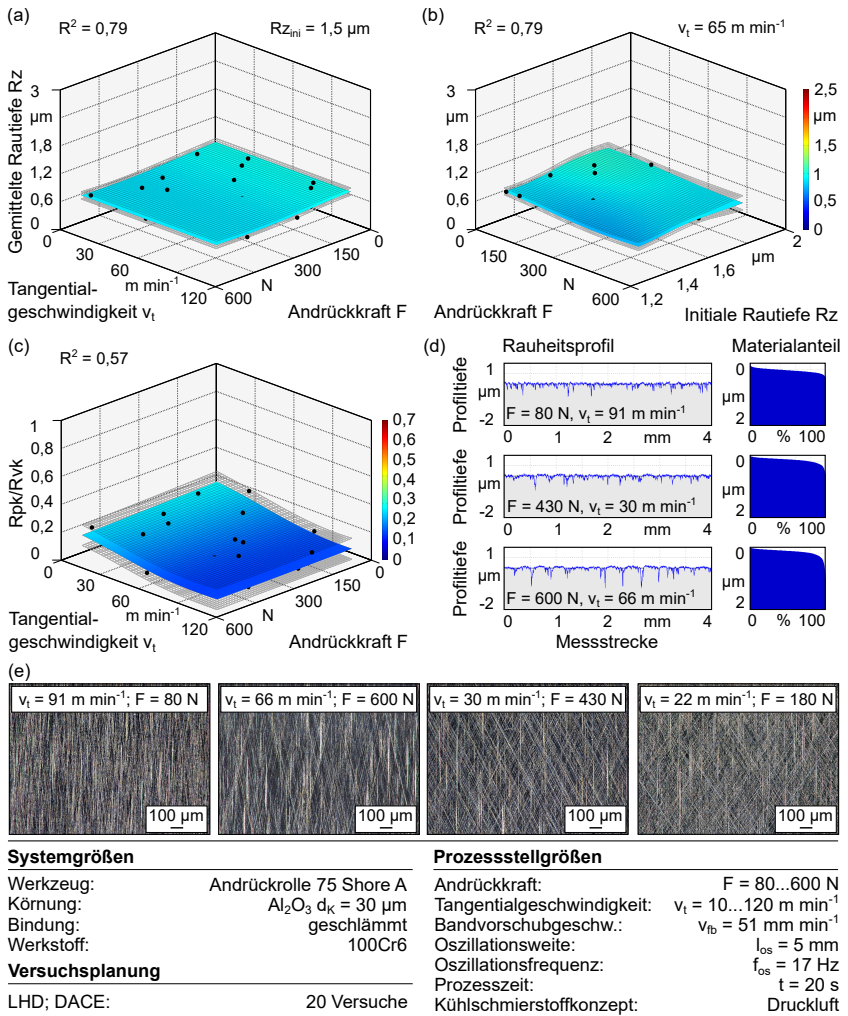 (a)
R² = 0,79
Rz_ini = 1,5 µm
Gemittelte Rautiefe Rz
3
µm
1,8
1,2
0,6
0
0
30
60
m min⁻¹
120
Tangential-
geschwindigkeit v_t
600
N
300
150
0
Andrückkraft F
(b)
R² = 0,79
v_t = 65 m min⁻¹
3
µm
1,8
1,2
0,6
0
0
150
300
N
600
Andrückkraft F
1,2
1,4
1,6
µm
2
Initiale Rautiefe Rz
2,5
µm
1,5
1
0,5
0
(c)
R² = 0,57
Rpk/Rvk
1
0,8
0,6
0,4
0,2
0
0
30
60
m min⁻¹
120
Tangential-
geschwindigkeit v_t
600
N
300
150
0
Andrückkraft F
0,7
0,6
0,5
0,4
0,3
0,2
0,1
0
(d)
Rauheitsprofil
Materialanteil
Profiltiefe
1
µm
-2
F = 80 N, v_t = 91 m min⁻¹
0 1 2 mm 4
0
µm
2
0 % 100
Profiltiefe
1
µm
-2
F = 430 N, v_t = 30 m min⁻¹
0 1 2 mm 4
0
µm
2
0 % 100
Profiltiefe
1
µm
-2
F = 600 N, v_t = 66 m min⁻¹
0 1 2 mm 4
0
µm
2
0 % 100
Messstrecke
(e)
v_t = 91 m min⁻¹; F = 80 N
100 µm
v_t = 66 m min⁻¹; F = 600 N
100 µm
v_t = 30 m min⁻¹; F = 430 N
100 µm
v_t = 22 m min⁻¹; F = 180 N
100 µm
Systemgrößen
Werkzeug: Andrückrolle 75 Shore A
Körnung: Al₂O₃ d_K = 30 µm
Bindung: geschlämmt
Werkstoff: 100Cr6
Versuchsplanung
LHD; DACE: 20 Versuche
Prozessstellgrößen
Andrückkraft: F = 80...600 N
Tangentialgeschwindigkeit: v_t = 10...120 m min⁻¹
Bandvorschubgeschw.: v_fb = 51 mm min⁻¹
Oszillationsweite: l_os = 5 mm
Oszillationsfrequenz: f_os = 17 Hz
Prozesszeit: t = 20 s
Kühlschmierstoffkonzept: Druckluft